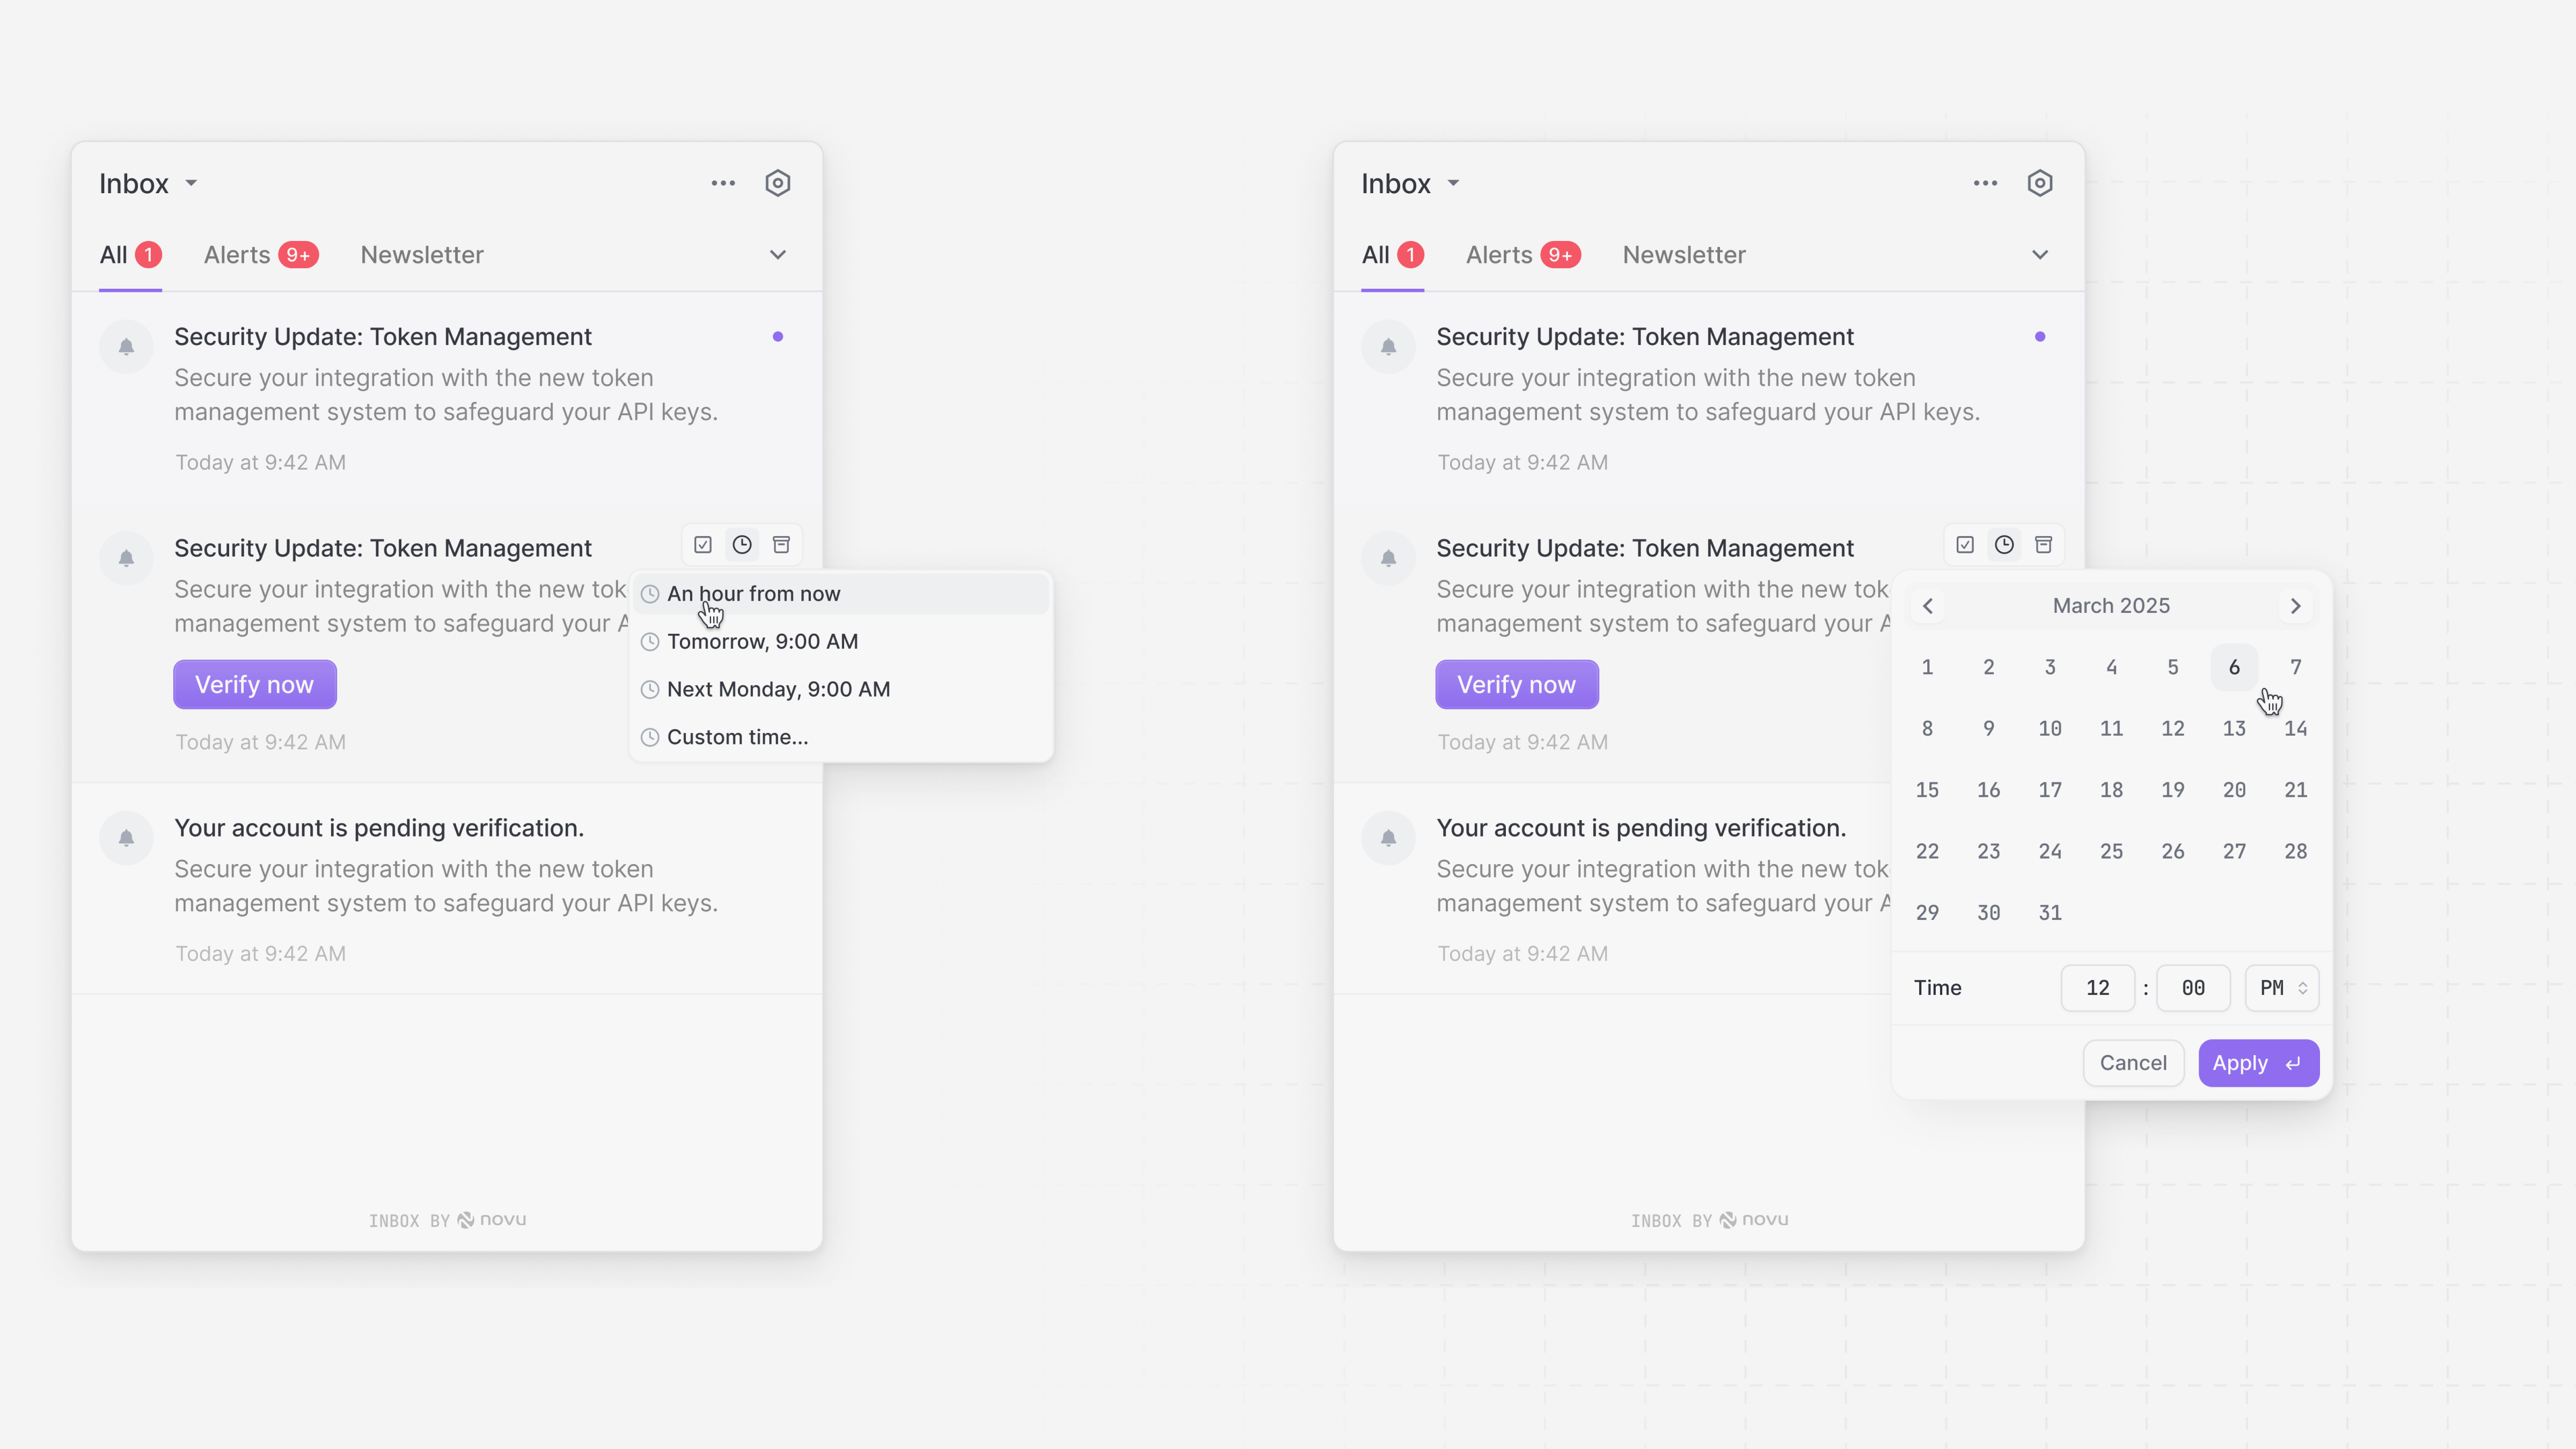 Inbox
All 1 Alerts 9+ Newsletter
Security Update: Token Management
Secure your integration with the new token
management system to safeguard your API keys.
Today at 9:42 AM
Security Update: Token Management
Secure your integration with the new tok
management system to safeguard your A
Verify now
Today at 9:42 AM
An hour from now
Tomorrow, 9:00 AM
Next Monday, 9:00 AM
Custom time...
Your account is pending verification.
Secure your integration with the new token
management system to safeguard your API keys.
Today at 9:42 AM
INBOX BY novu
Inbox
All 1 Alerts 9+ Newsletter
Security Update: Token Management
Secure your integration with the new token
management system to safeguard your API keys.
Today at 9:42 AM
Security Update: Token Management
Secure your integration with the new tok
management system to safeguard your A
Verify now
Today at 9:42 AM
Your account is pending verification.
Secure your integration with the new tok
management system to safeguard your A
Today at 9:42 AM
March 2025
1 2 3 4 5 6 7
8 9 10 11 12 13 14
15 16 17 18 19 20 21
22 23 24 25 26 27 28
29 30 31
Time 12 : 00 PM
Cancel Apply
INBOX BY novu